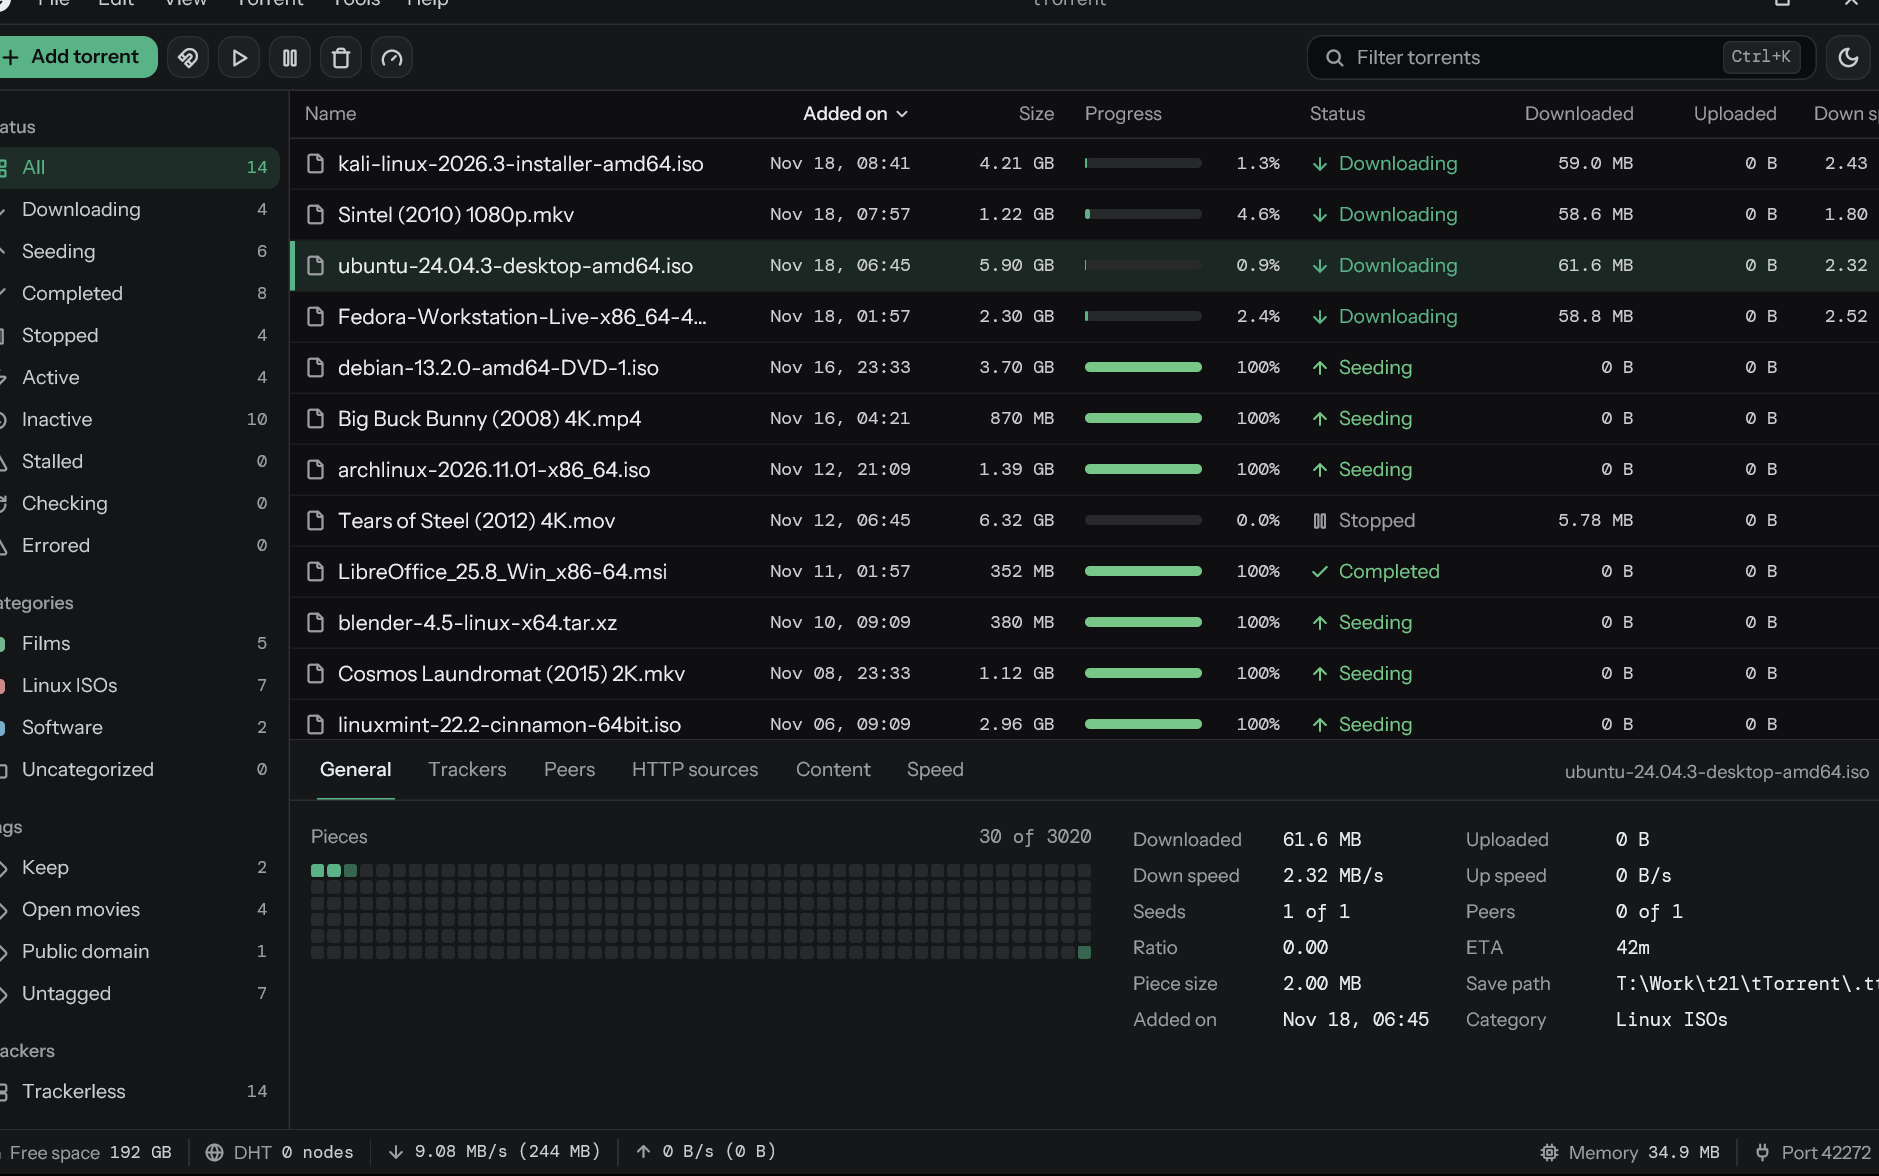 File Edit View Torrent Tools Help
tTorrent
Add torrent
Filter torrents Ctrl+K
atus
All 14
Downloading 4
Seeding 6
Completed 8
Stopped 4
Active 4
Inactive 10
Stalled 0
Checking 0
Errored 0
ategories
Films 5
Linux ISOs 7
Software 2
Uncategorized 0
gs
Keep 2
Open movies 4
Public domain 1
Untagged 7
ackers
Trackerless 14
Name Added on Size Progress Status Downloaded Uploaded Down s
kali-linux-2026.3-installer-amd64.iso Nov 18, 08:41 4.21 GB 1.3% Downloading 59.0 MB 0 B 2.43
Sintel (2010) 1080p.mkv Nov 18, 07:57 1.22 GB 4.6% Downloading 58.6 MB 0 B 1.80
ubuntu-24.04.3-desktop-amd64.iso Nov 18, 06:45 5.90 GB 0.9% Downloading 61.6 MB 0 B 2.32
Fedora-Workstation-Live-x86_64-4... Nov 18, 01:57 2.30 GB 2.4% Downloading 58.8 MB 0 B 2.52
debian-13.2.0-amd64-DVD-1.iso Nov 16, 23:33 3.70 GB 100% Seeding 0 B 0 B
Big Buck Bunny (2008) 4K.mp4 Nov 16, 04:21 870 MB 100% Seeding 0 B 0 B
archlinux-2026.11.01-x86_64.iso Nov 12, 21:09 1.39 GB 100% Seeding 0 B 0 B
Tears of Steel (2012) 4K.mov Nov 12, 06:45 6.32 GB 0.0% Stopped 5.78 MB 0 B
LibreOffice_25.8_Win_x86-64.msi Nov 11, 01:57 352 MB 100% Completed 0 B 0 B
blender-4.5-linux-x64.tar.xz Nov 10, 09:09 380 MB 100% Seeding 0 B 0 B
Cosmos Laundromat (2015) 2K.mkv Nov 08, 23:33 1.12 GB 100% Seeding 0 B 0 B
linuxmint-22.2-cinnamon-64bit.iso Nov 06, 09:09 2.96 GB 100% Seeding 0 B 0 B
General Trackers Peers HTTP sources Content Speed ubuntu-24.04.3-desktop-amd64.iso
Pieces 30 of 3020
Downloaded 61.6 MB Uploaded 0 B
Down speed 2.32 MB/s Up speed 0 B/s
Seeds 1 of 1 Peers 0 of 1
Ratio 0.00 ETA 42m
Piece size 2.00 MB Save path T:\Work\t21\tTorrent\.t
Added on Nov 18, 06:45 Category Linux ISOs
Free space 192 GB DHT 0 nodes 9.08 MB/s (244 MB) 0 B/s (0 B) Memory 34.9 MB Port 42272